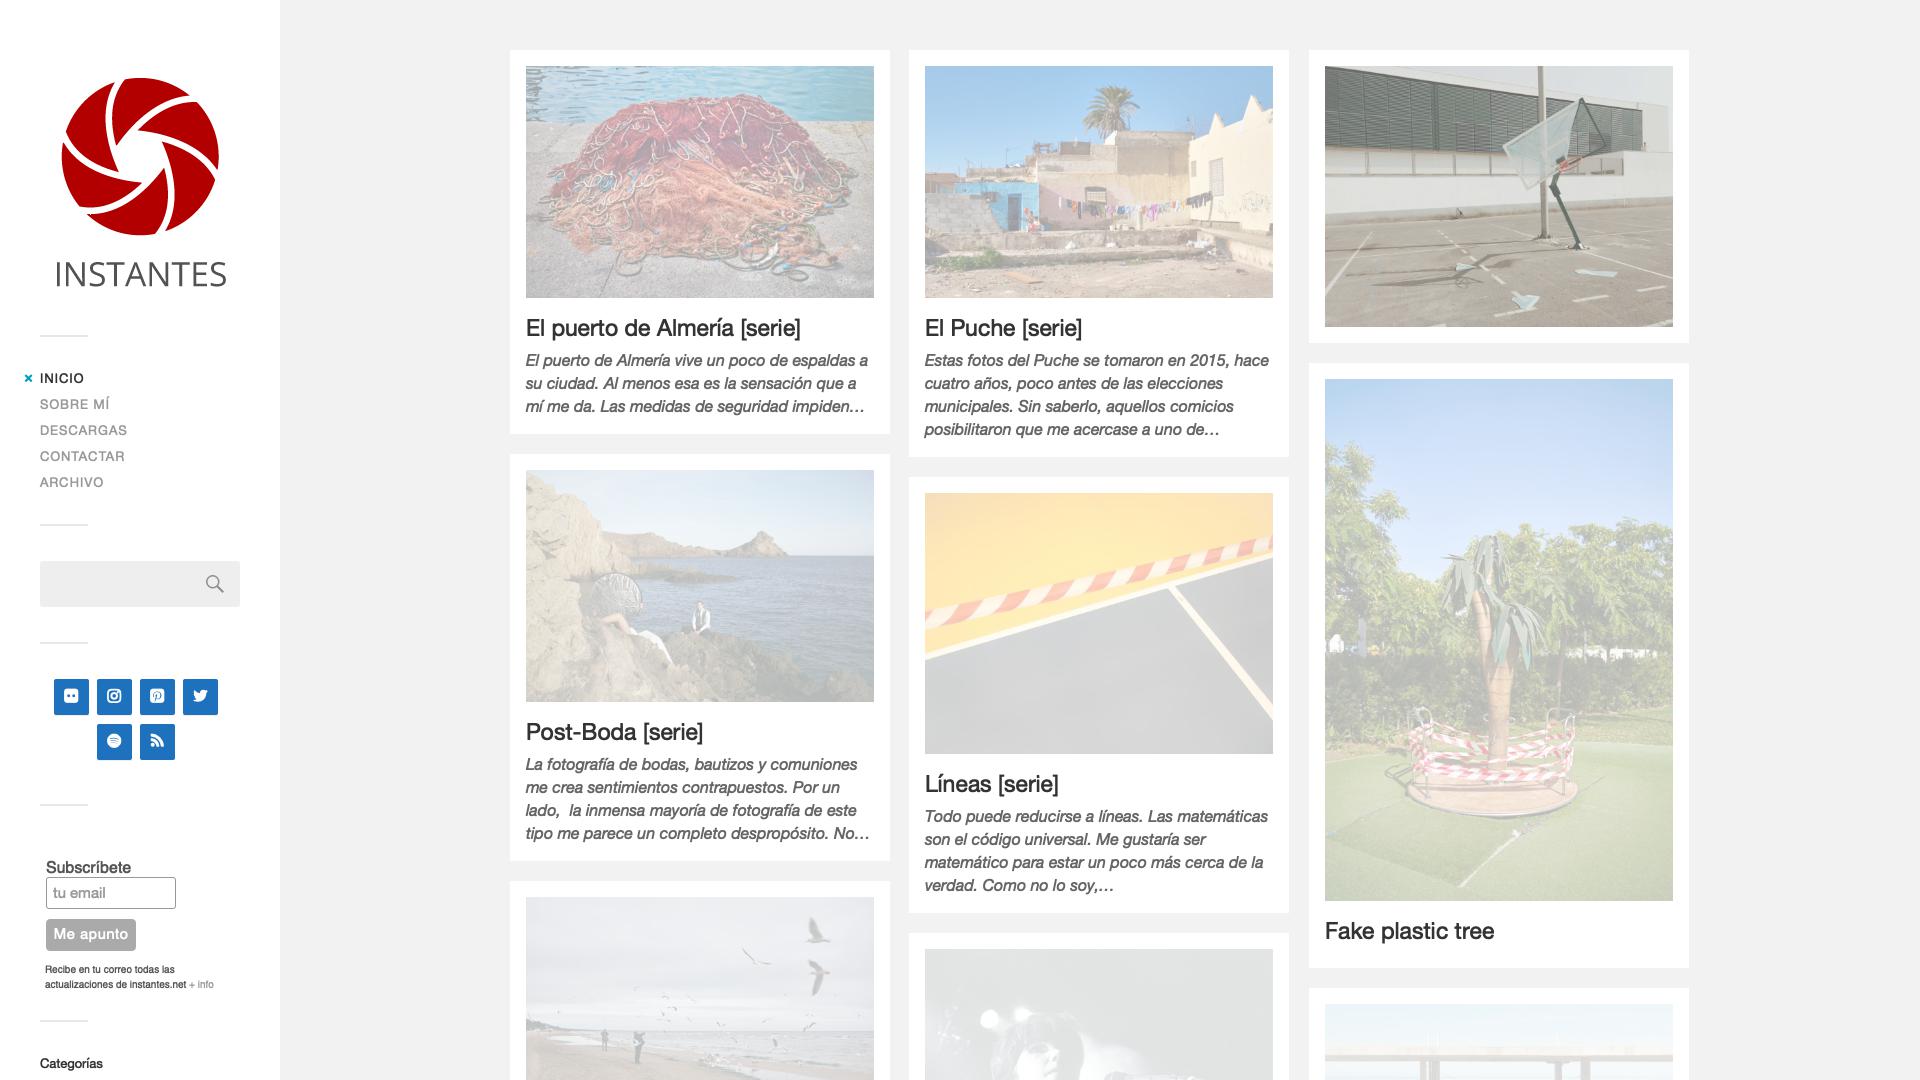 INSTANTES
INICIO
SOBRE MÍ
DESCARGAS
CONTACTAR
ARCHIVO
Subscríbete
tu email
Me apunto
Recibe en tu correo todas las
actualizaciones de instantes.net + info
Categorías
El puerto de Almería [serie]
El puerto de Almería vive un poco de espaldas a
su ciudad. Al menos esa es la sensación que a
mí me da. Las medidas de seguridad impiden…
Post-Boda [serie]
La fotografía de bodas, bautizos y comuniones
me crea sentimientos contrapuestos. Por un
lado,  la inmensa mayoría de fotografía de este
tipo me parece un completo despropósito. No…
El Puche [serie]
Estas fotos del Puche se tomaron en 2015, hace
cuatro años, poco antes de las elecciones
municipales. Sin saberlo, aquellos comicios
posibilitaron que me acercase a uno de…
Líneas [serie]
Todo puede reducirse a líneas. Las matemáticas
son el código universal. Me gustaría ser
matemático para estar un poco más cerca de la
verdad. Como no lo soy,…
Fake plastic tree